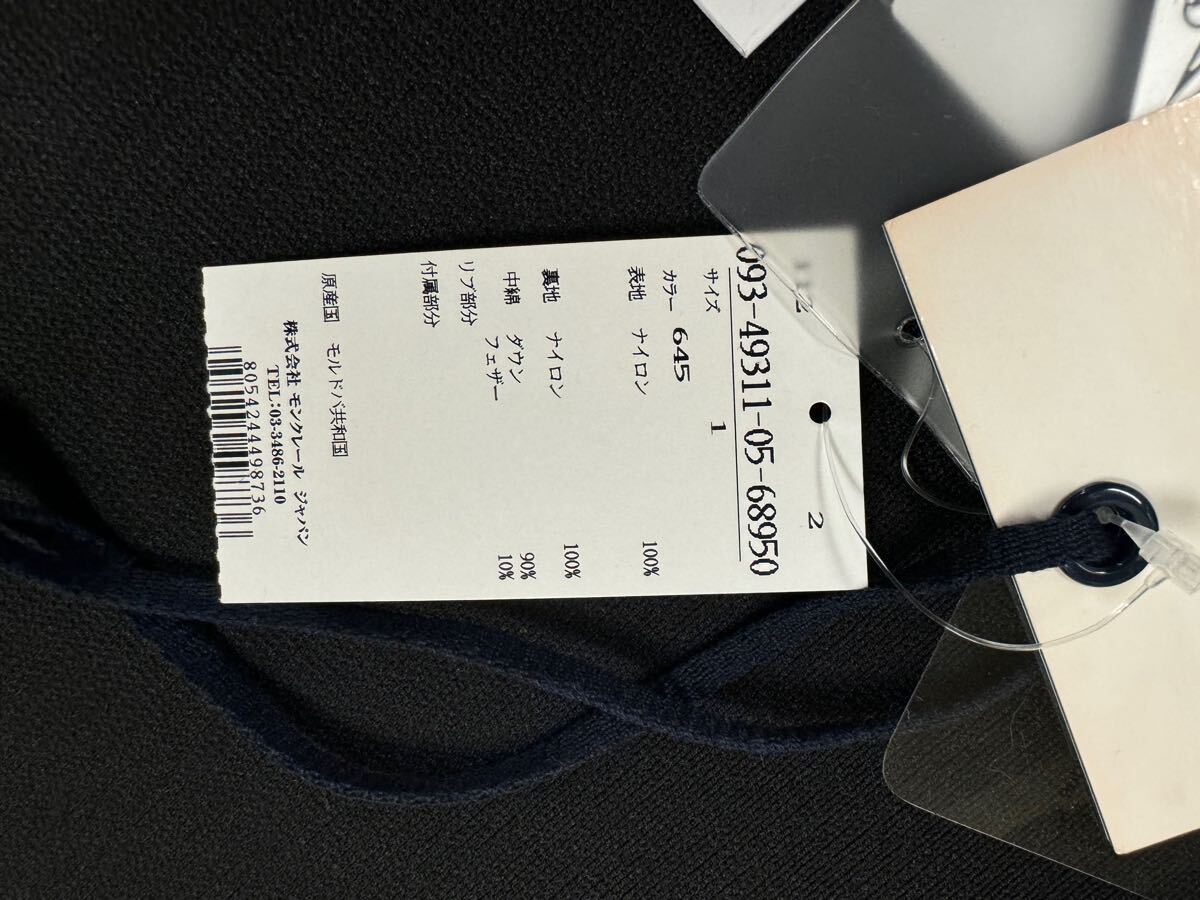 2
093-49311-05-68950
サイズ 1
カラー 645
表地 ナイロン 100%
裏地 ナイロン 100%
中綿 ダウン 90%
フェザー 10%
リブ部分
付属部分
原産国 モルドバ共和国
株式会社 モンクレール ジャパン
TEL:03-3486-2110
8054244498736